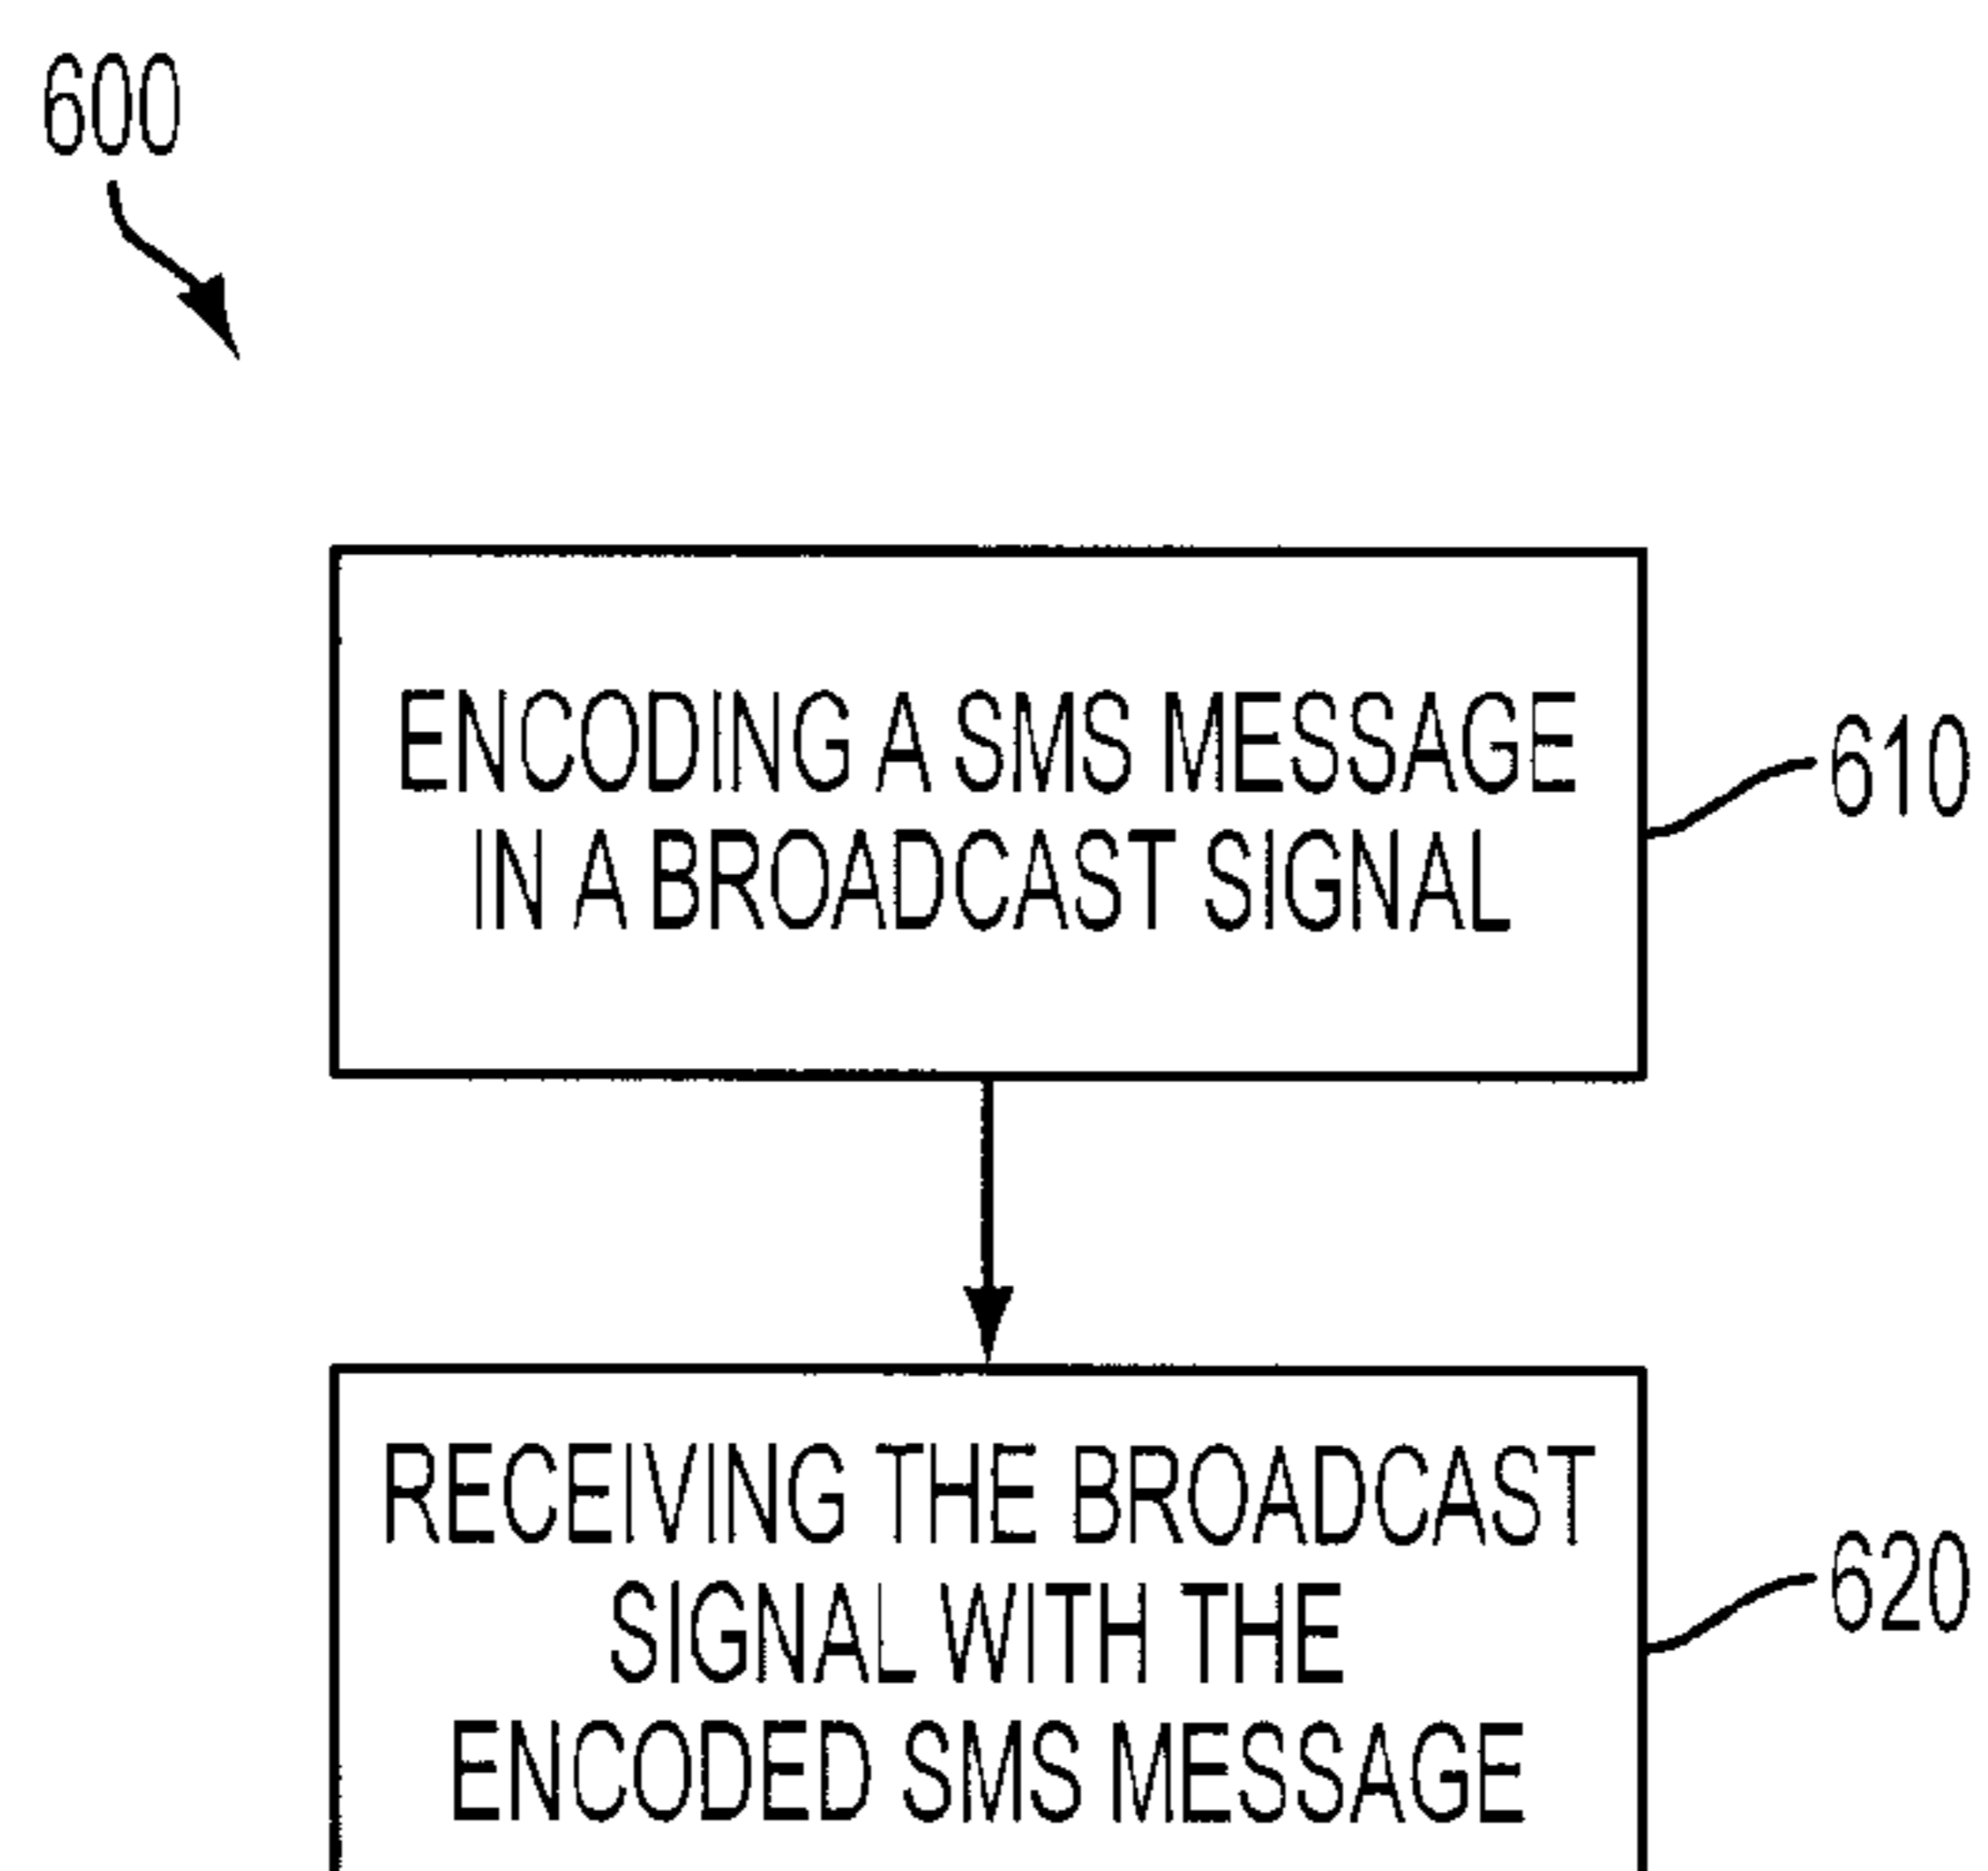 600
ENCODING A SMS MESSAGE
IN A BROADCAST SIGNAL
610
RECEIVING THE BROADCAST
SIGNAL WITH THE
ENCODED SMS MESSAGE
620